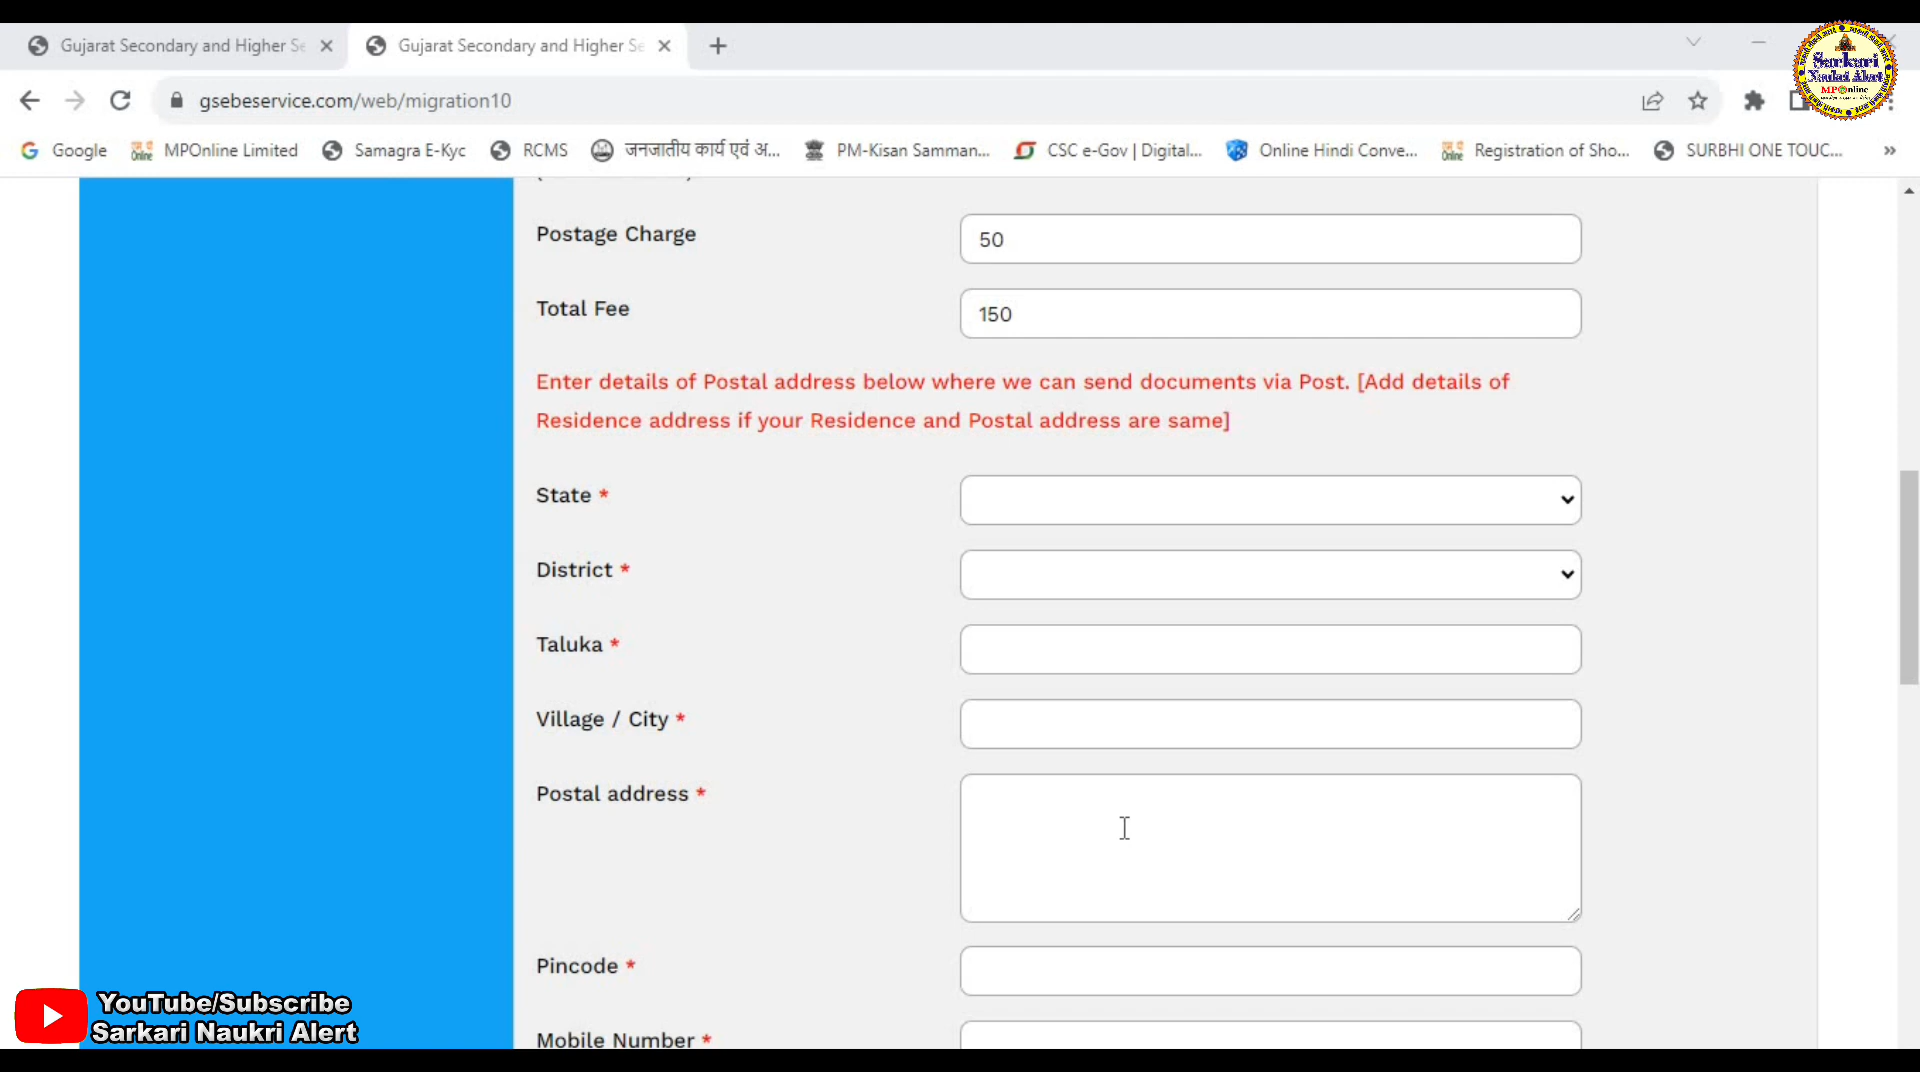 Gujarat Secondary and Higher Se
Gujarat Secondary and Higher Se
gsebeservice.com/web/migration10
Google
MPOnline Limited
Samagra E-Kyc
RCMS
जनजातीय कार्य एवं अ...
PM-Kisan Samman...
CSC e-Gov | Digital...
Online Hindi Conve...
Registration of Sho...
SURBHI ONE TOUC...
»
Postage Charge
50
Total Fee
150
Enter details of Postal address below where we can send documents via Post. [Add details of
Residence address if your Residence and Postal address are same]
State *
District *
Taluka *
Village / City *
Postal address *
Pincode *
Mobile Number *
YouTube/Subscribe
Sarkari Naukri Alert
Sarkari
Naukri Alert
MPOnline